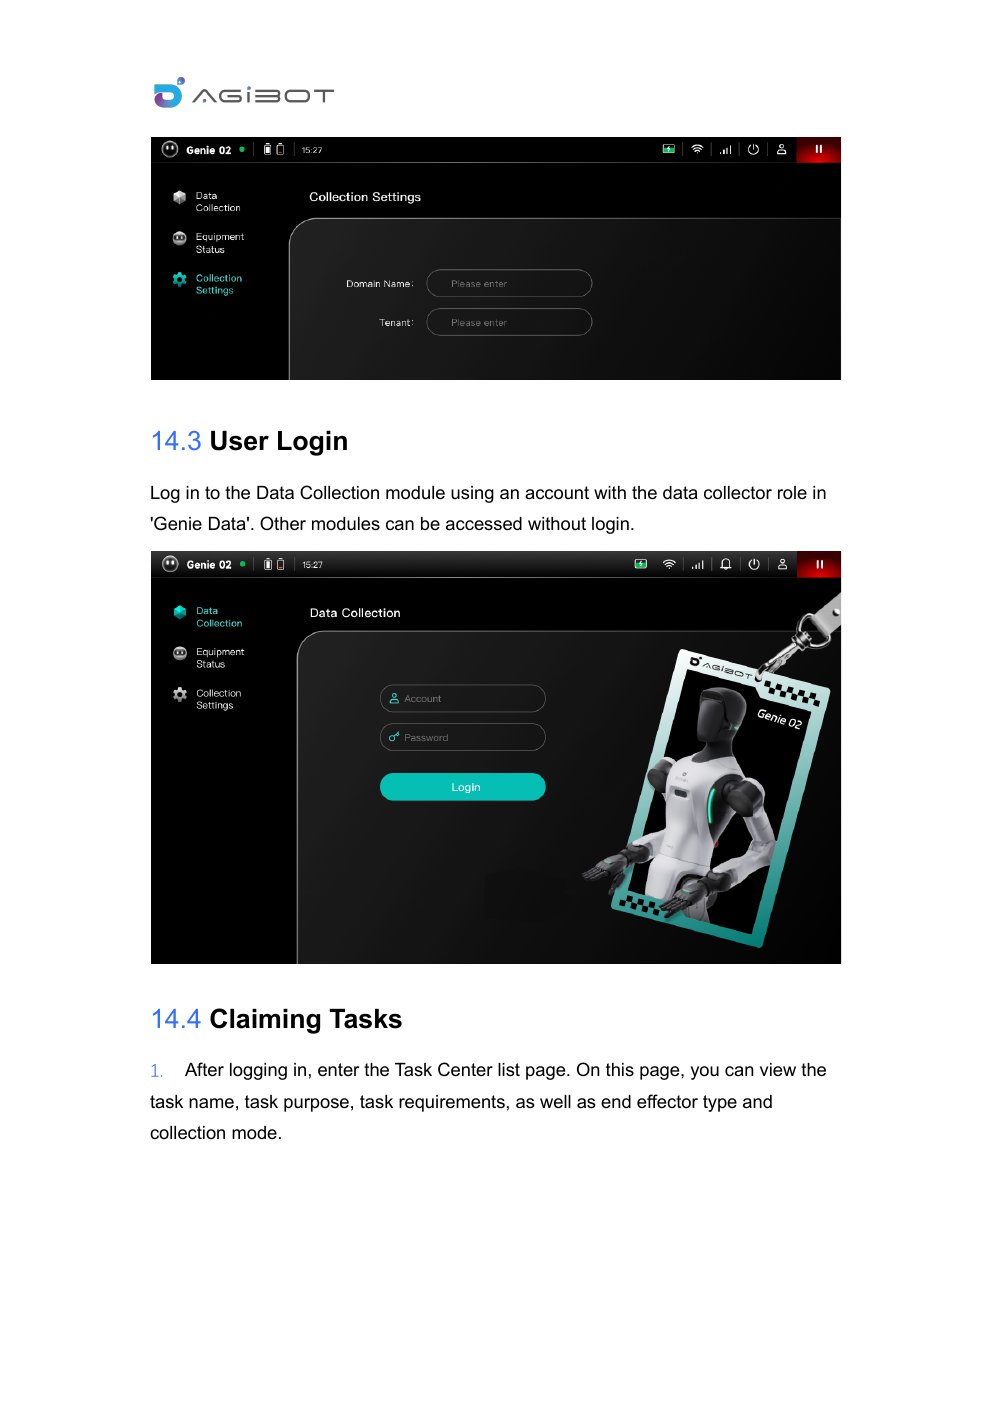 AGIBOT
Genie 02
15:27
Data
Collection
Equipment
Status
Collection
Settings
Collection Settings
Domain Name:
Please enter
Tenant:
Please enter
14.3 User Login
Log in to the Data Collection module using an account with the data collector role in
'Genie Data'. Other modules can be accessed without login.
Genie 02
15:27
Data
Collection
Equipment
Status
Collection
Settings
Data Collection
Account
Password
Login
AGIBOT
Genie 02
14.4 Claiming Tasks
1. After logging in, enter the Task Center list page. On this page, you can view the
task name, task purpose, task requirements, as well as end effector type and
collection mode.